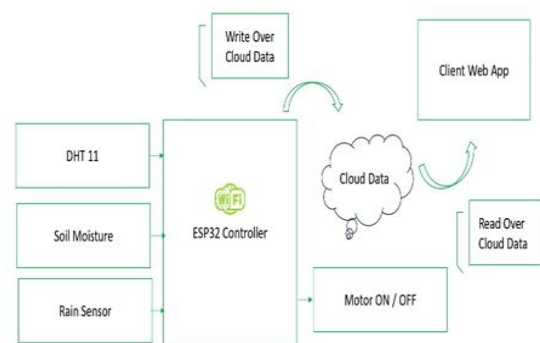 Write Over
Cloud Data
Client Web App
DHT 11
Cloud Data
WiFi
ESP32 Controller
Soil Moisture
Read Over
Cloud Data
Rain Sensor
Motor ON / OFF